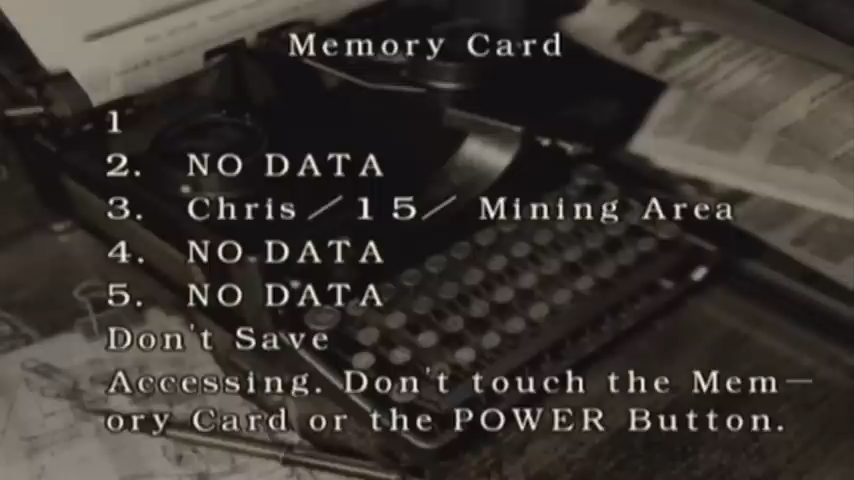 Memory Card
1
2. NO DATA
3. Chris／15／ Mining Area
4. NO DATA
5. NO DATA
Don't Save
Accessing. Don't touch the Mem—
ory Card or the POWER Button.